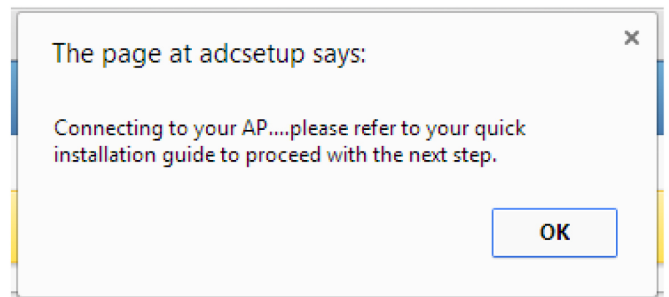 The page at adcsetup says:
Connecting to your AP....please refer to your quick
installation guide to proceed with the next step.
OK